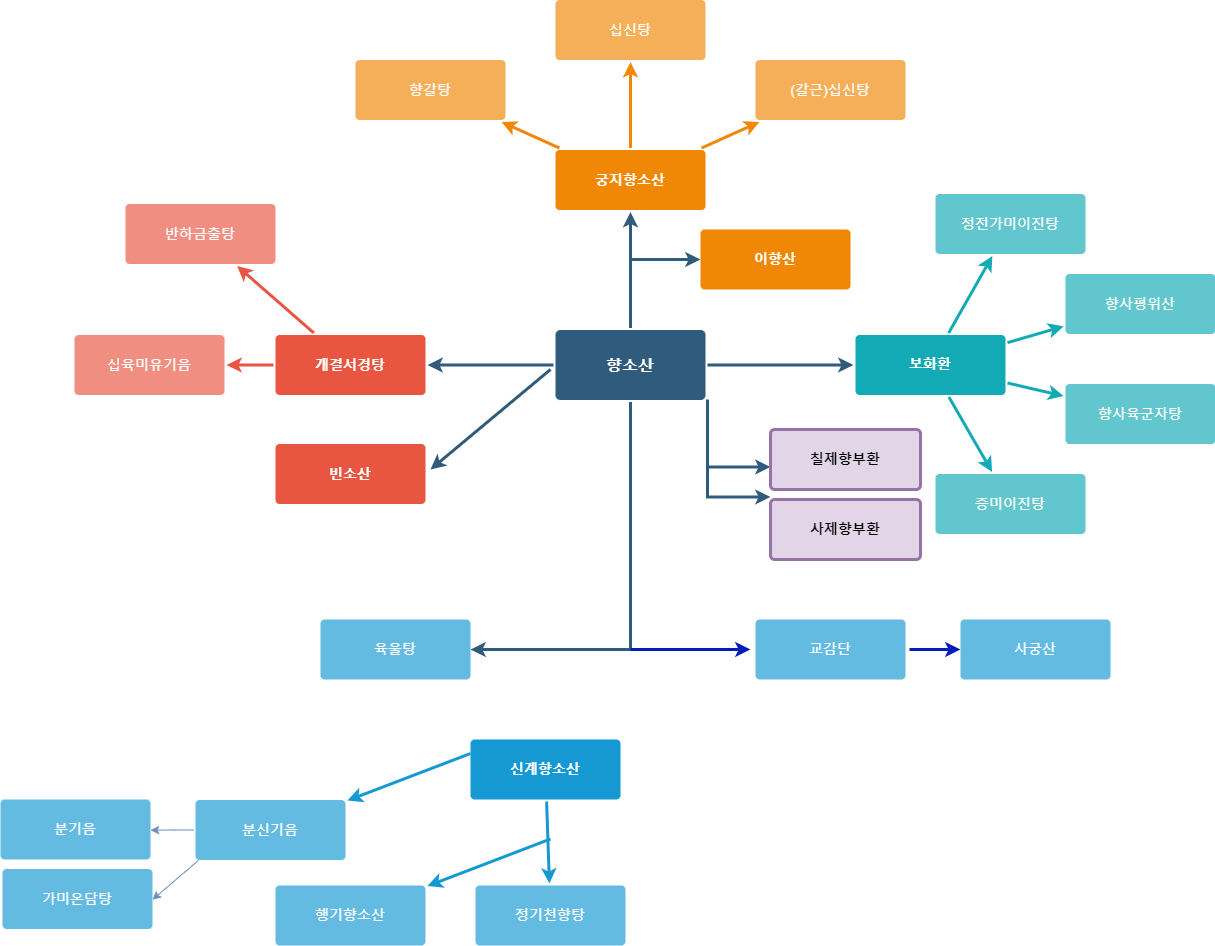 십신탕
향갈탕
(갈근)십신탕
궁지향소산
반하금출탕
정전가미이진탕
이향산
향사평위산
십육미유기음
개결서경탕
향소산
보화환
향사육군자탕
빈소산
칠제향부환
증미이진탕
사제향부환
육울탕
교감단
사궁산
신계향소산
분기음
분신기음
가미온담탕
행기향소산
정기천향탕